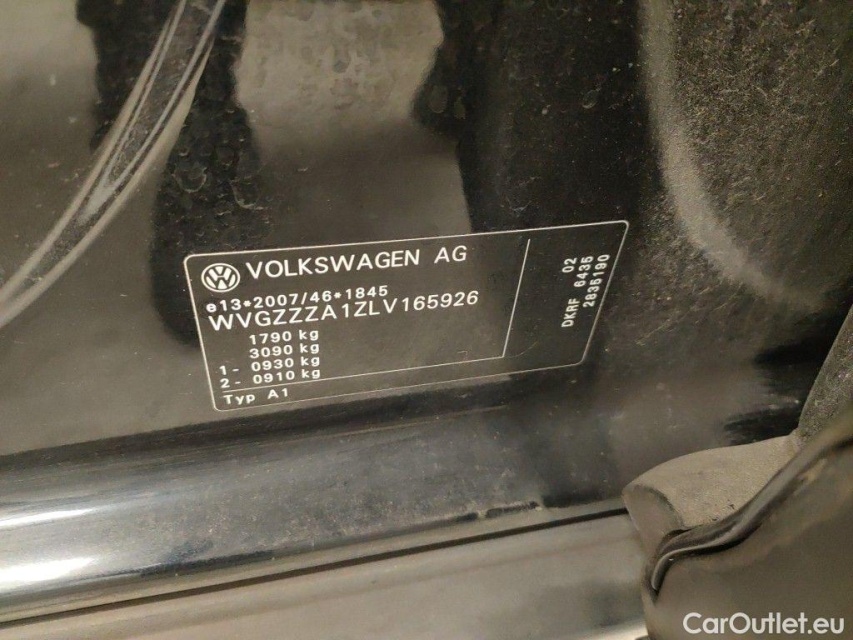 VOLKSWAGEN AG
e13*2007/46*1845
WVGZZZA1ZLV165926
1790 kg
3090 kg
1- 0930 kg
2- 0910 kg
Typ A1
02
DKRF 6435
2835190
CarOutlet.eu